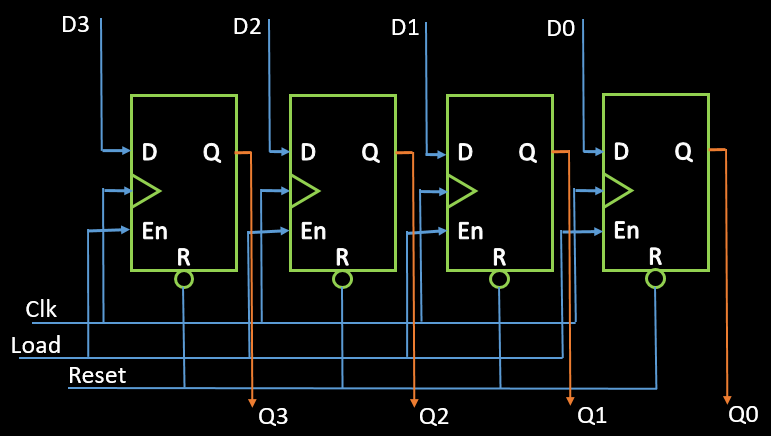 D3 D2 D1 D0
D Q D Q D Q D Q
En En En En
R R R R
Clk
Load
Reset
Q3 Q2 Q1 Q0